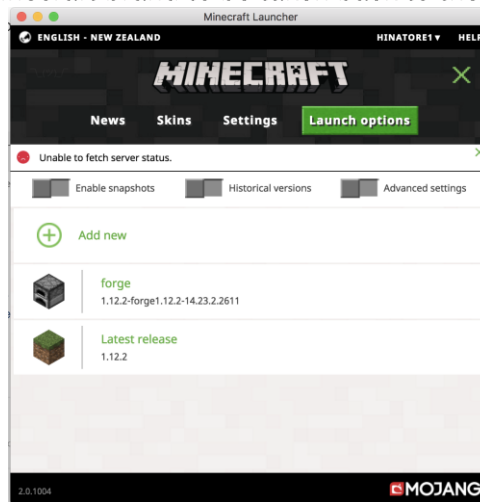 Minecraft Launcher
ENGLISH - NEW ZEALAND HINATORE1 HELP
MINECRAFT
News Skins Settings Launch options
Unable to fetch server status.
Enable snapshots Historical versions Advanced settings
Add new
forge
1.12.2-forge1.12.2-14.23.2.2611
Latest release
1.12.2
2.0.1004 MOJANG